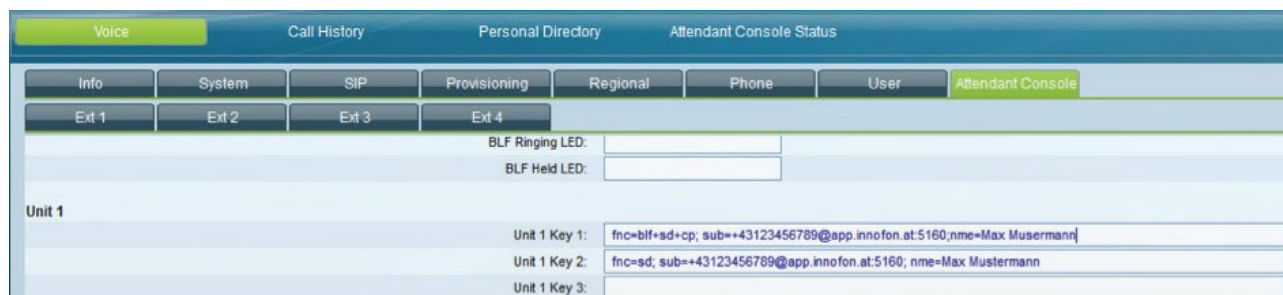 Voice Call History Personal Directory Attendant Console Status
Info System SIP Provisioning Regional Phone User Attendant Console
Ext 1 Ext 2 Ext 3 Ext 4
BLF Ringing LED:
BLF Held LED:
Unit 1
Unit 1 Key 1: fnc=blf+sd+cp; sub=+43123456789@app.innofon.at:5160;nme=Max Musermann
Unit 1 Key 2: fnc=sd; sub=+43123456789@app.innofon.at:5160; nme=Max Mustermann
Unit 1 Key 3: